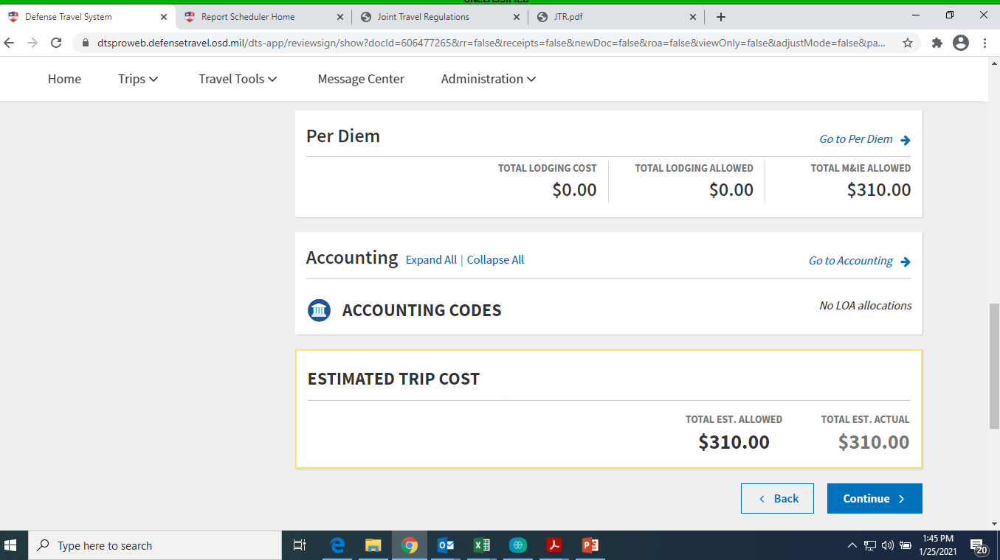 UNCLASSIFIED
Defense Travel System
Report Scheduler Home
Joint Travel Regulations
JTR.pdf
dtsproweb.defensetravel.osd.mil/dts-app/reviewsign/show?docId=6064772265&rr=false&receipts=false&newDoc=false&roa=false&viewOnly=false&adjustMode=false&pa...
Home Trips Travel Tools Message Center Administration
Per Diem Go to Per Diem
TOTAL LODGING COST TOTAL LODGING ALLOWED TOTAL M&IE ALLOWED
$0.00 $0.00 $310.00
Accounting Expand All | Collapse All Go to Accounting
ACCOUNTING CODES No LOA allocations
ESTIMATED TRIP COST
TOTAL EST. ALLOWED TOTAL EST. ACTUAL
$310.00 $310.00
Back Continue
Type here to search
1:45 PM
1/25/2021
20